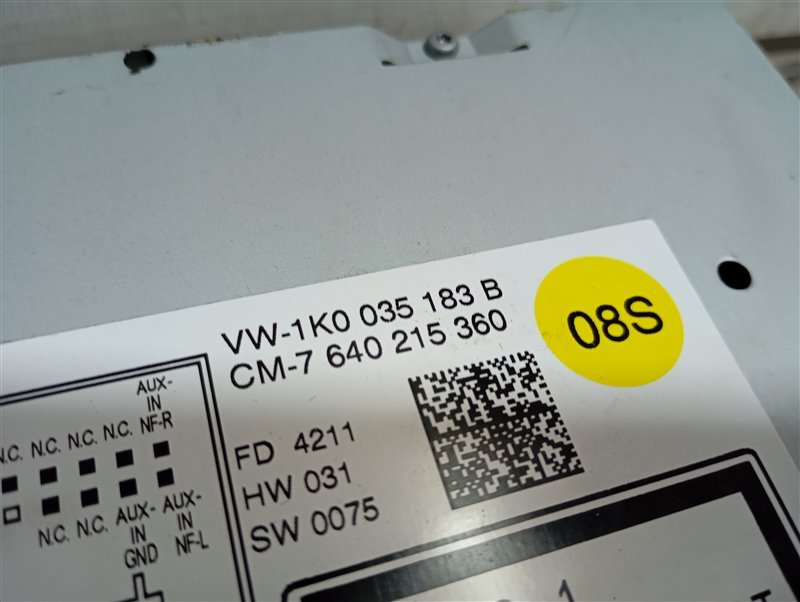 VW-1K0 035 183 B
CM-7 640 215 360
08S
FD 4211
HW 031
SW 0075
AUX-
IN
N.C. N.C. N.C. N.C. NF-R
N.C. N.C. AUX- AUX-
IN IN
GND NF-L
1